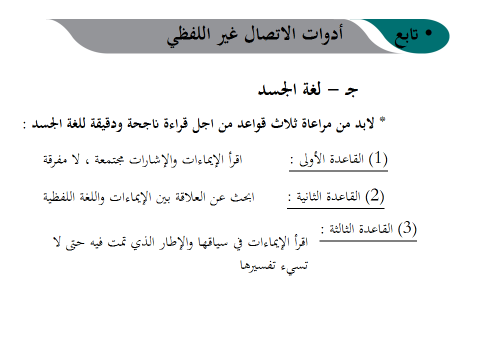 • تابع أدوات الاتصال غير اللفظي
جـ – لغة الجسد
* لابد من مراعاة ثلاث قواعد من اجل قراءة ناجحة ودقيقة للغة الجسد :
(1) القاعدة الأولى : اقرأ الإيماءات والإشارات مجتمعة ، لا مفرقة
(2) القاعدة الثانية : ابحث عن العلاقة بين الإيماءات واللغة اللفظية
(3) القاعدة الثالثة : اقرأ الإيماءات في سياقها والإطار الذي تمت فيه حتى لا
تسيء تفسيرها